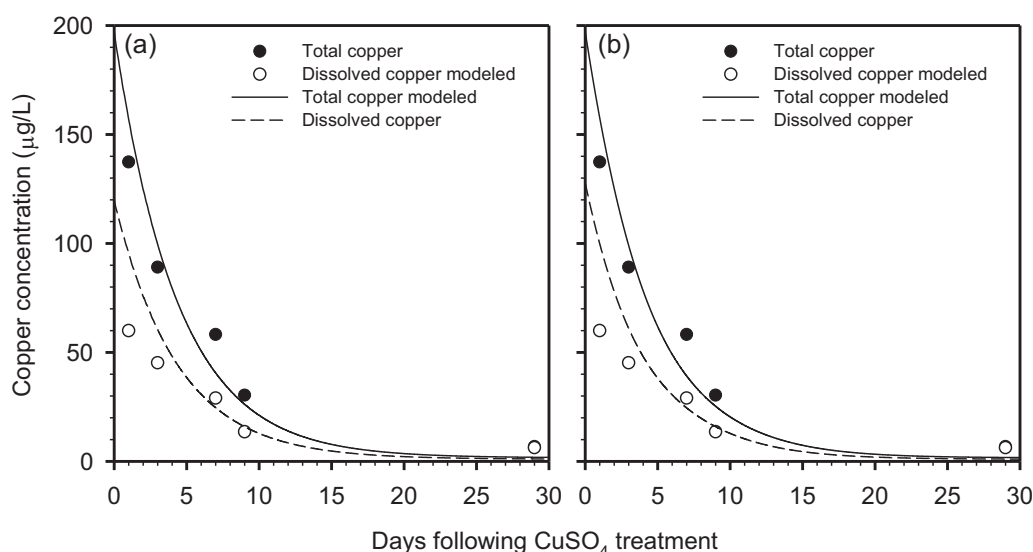 200
150
100
50
0
Copper concentration (µg/L)
(a)
Total copper
Dissolved copper modeled
Total copper modeled
Dissolved copper
(b)
Total copper
Dissolved copper modeled
Total copper modeled
Dissolved copper
0 5 10 15 20 25 30
0 5 10 15 20 25 30
Days following CuSO₄ treatment